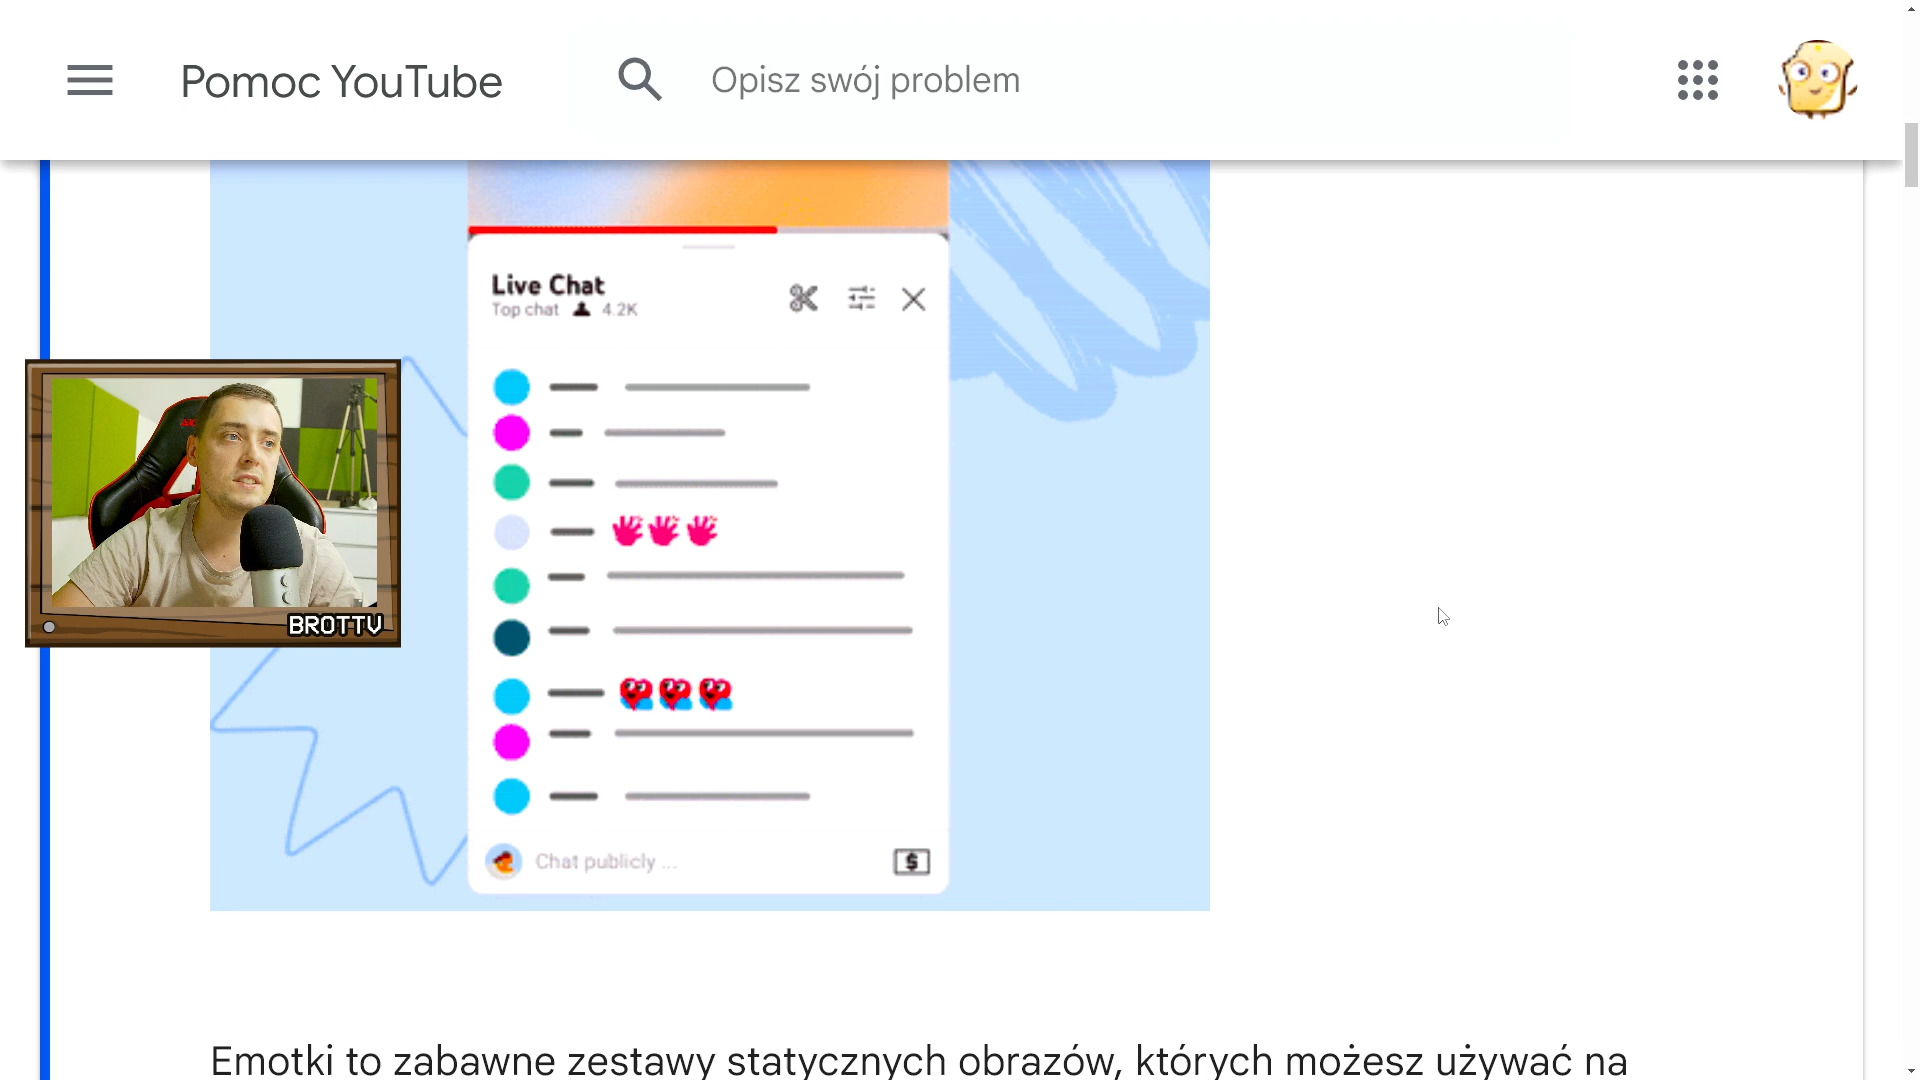 Pomoc YouTube
Opisz swój problem
Live Chat
Top chat 4.2K
BROTTV
Chat publicly ...
$
Emotki to zabawne zestawy statycznych obrazów, których możesz używać na